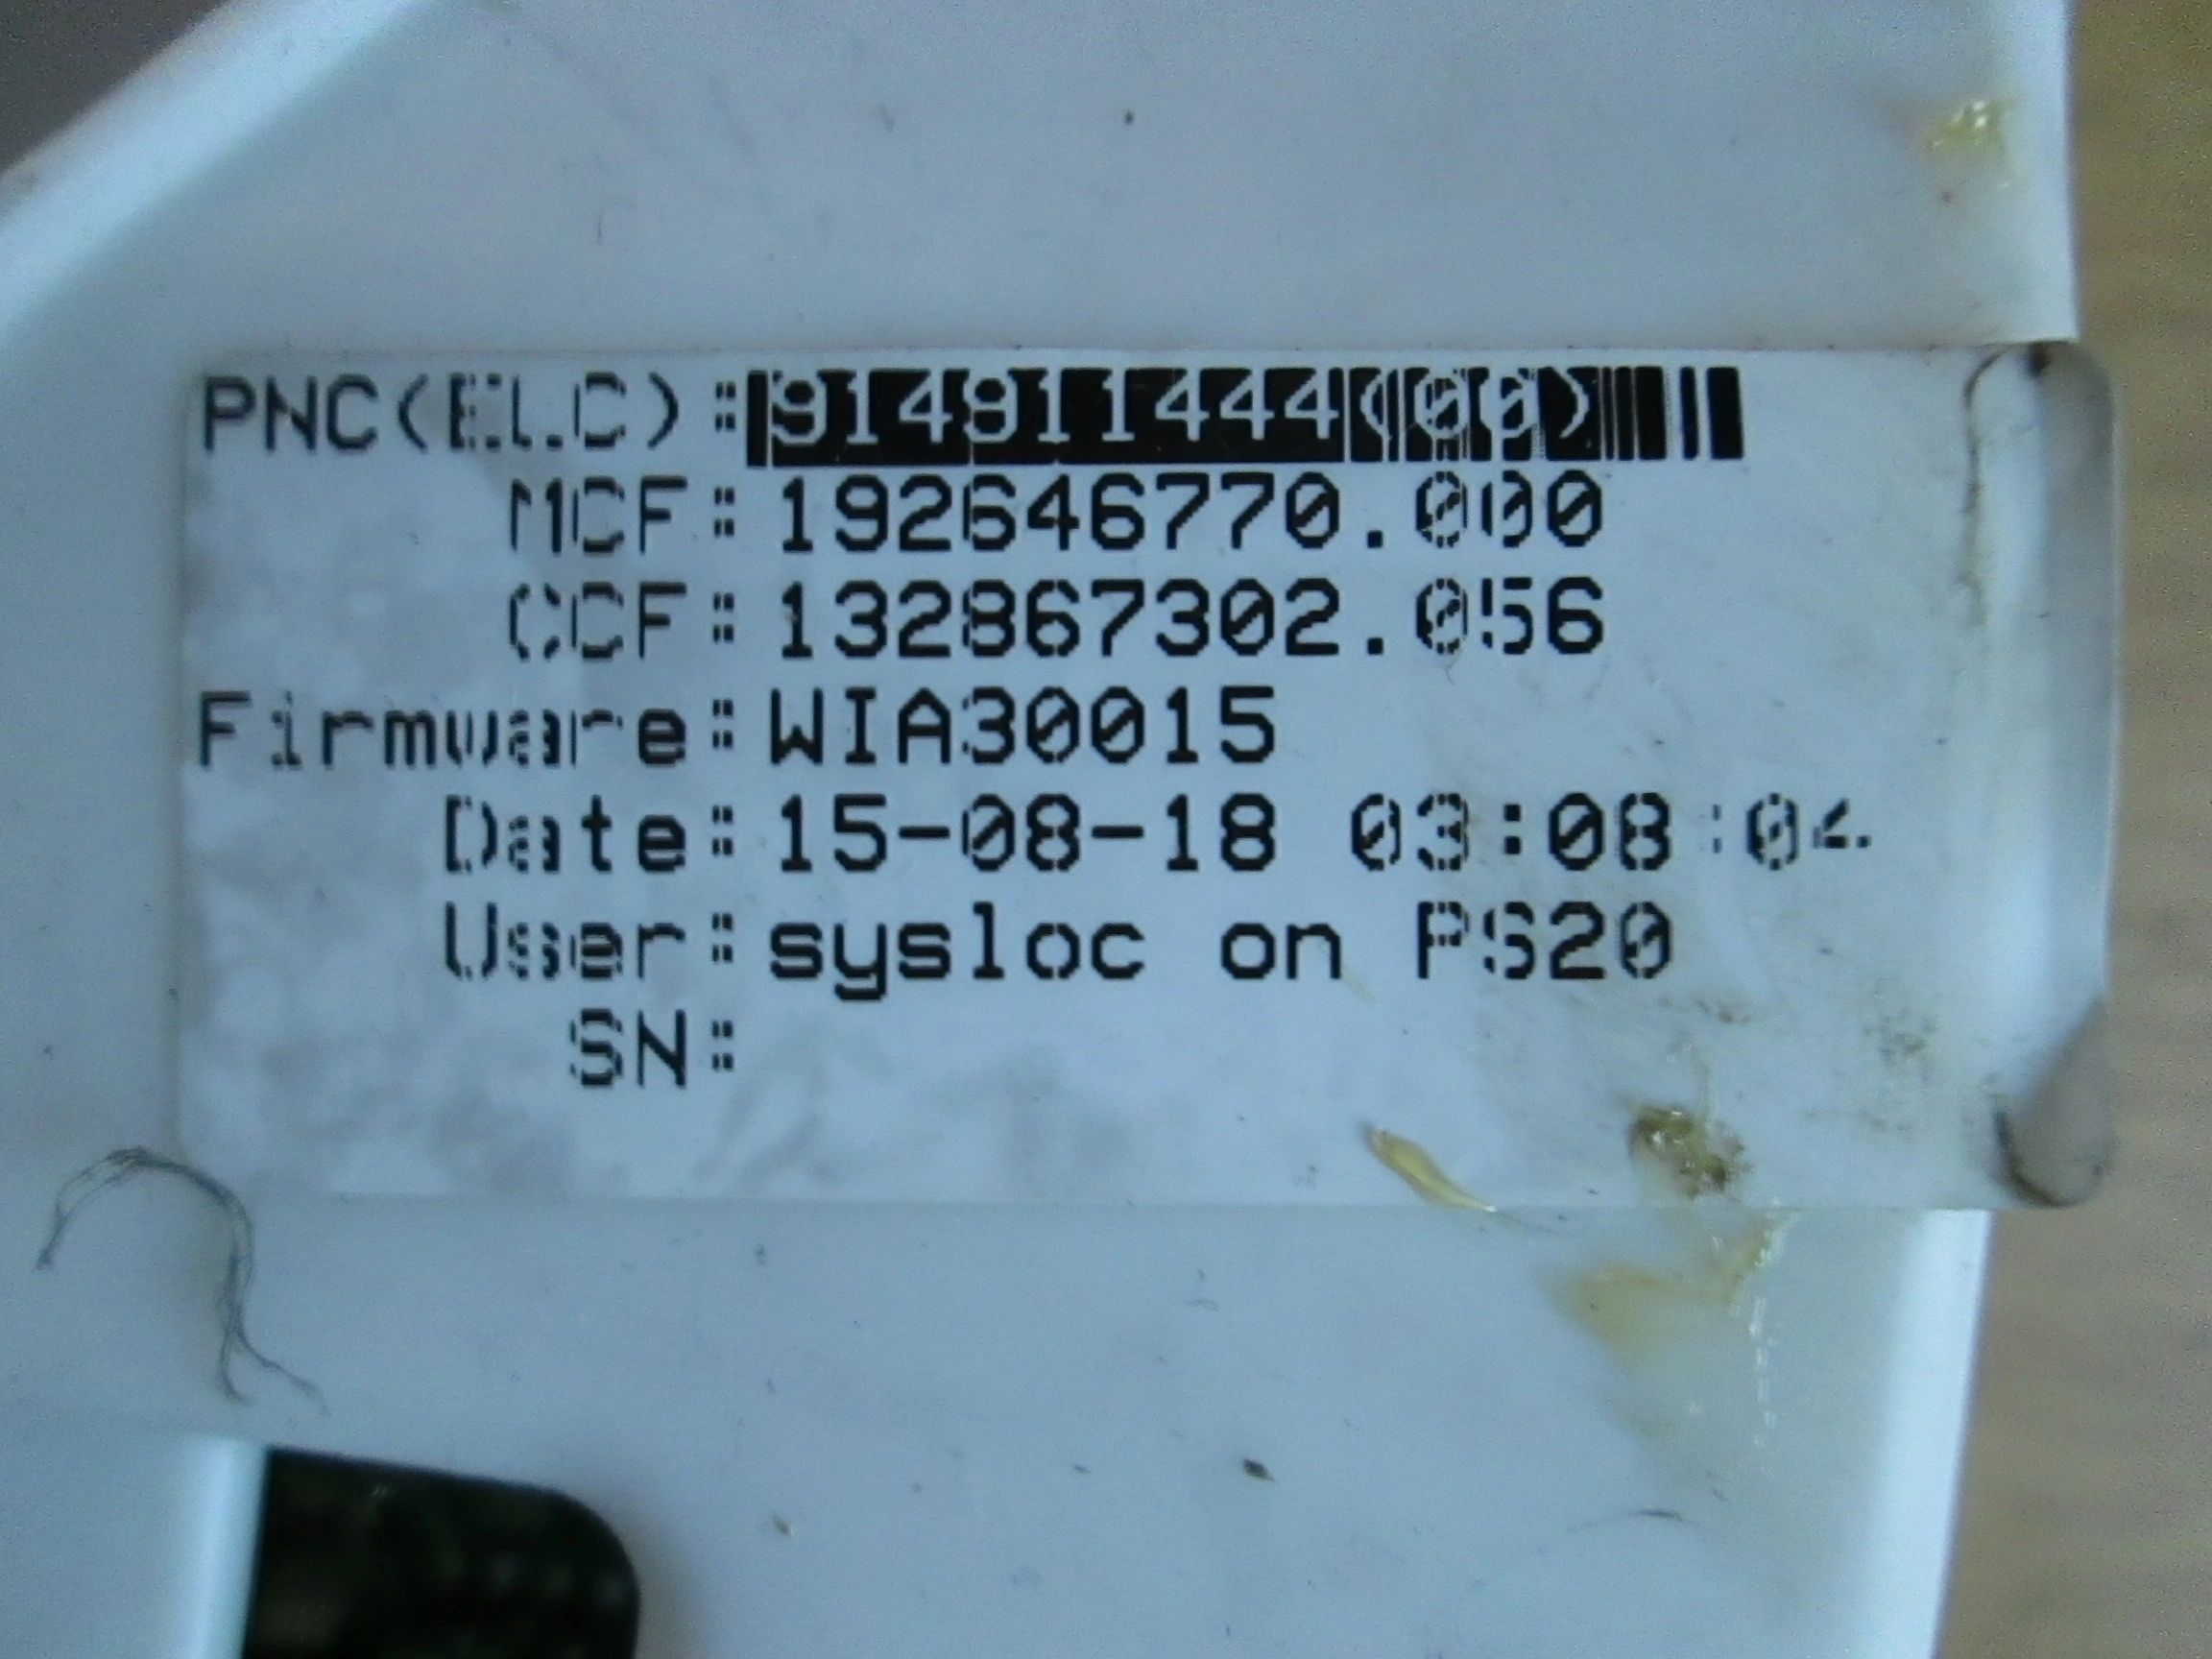 PNC(ELC):914911444(00)
MCF:192646770.000
CCF:132867302.056
Firmware:WIA30015
Date:15-08-18 03:08:04
User:sysloc on PS20
SN: